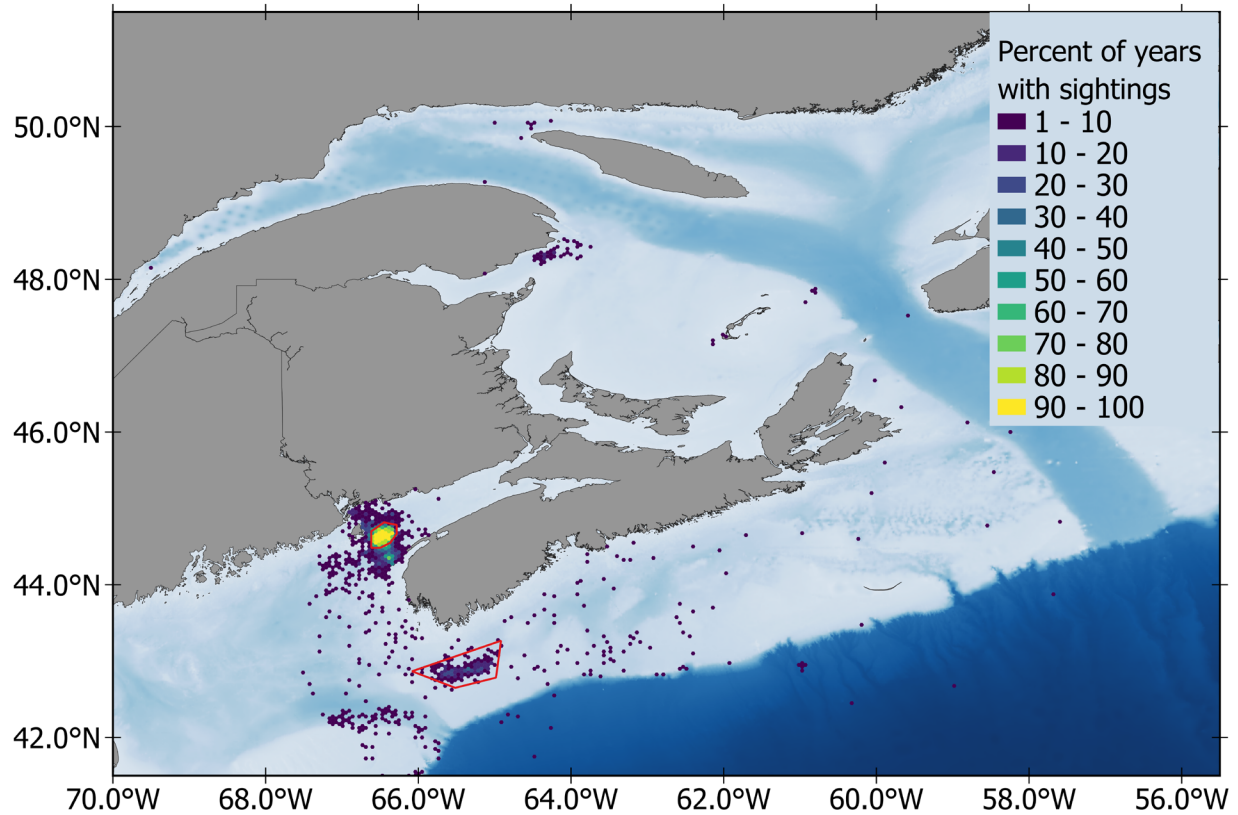 Percent of years
with sightings
1 - 10
10 - 20
20 - 30
30 - 40
40 - 50
50 - 60
60 - 70
70 - 80
80 - 90
90 - 100
50.0°N
48.0°N
46.0°N
44.0°N
42.0°N
70.0°W 68.0°W 66.0°W 64.0°W 62.0°W 60.0°W 58.0°W 56.0°W